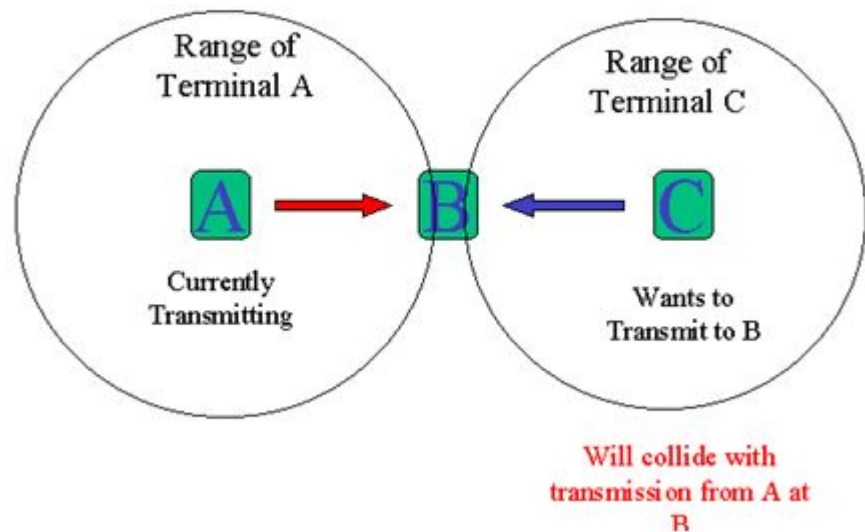 Range of
Terminal A
Range of
Terminal C
A
B
C
Currently
Transmitting
Wants to
Transmit to B
Will collide with
transmission from A at
B